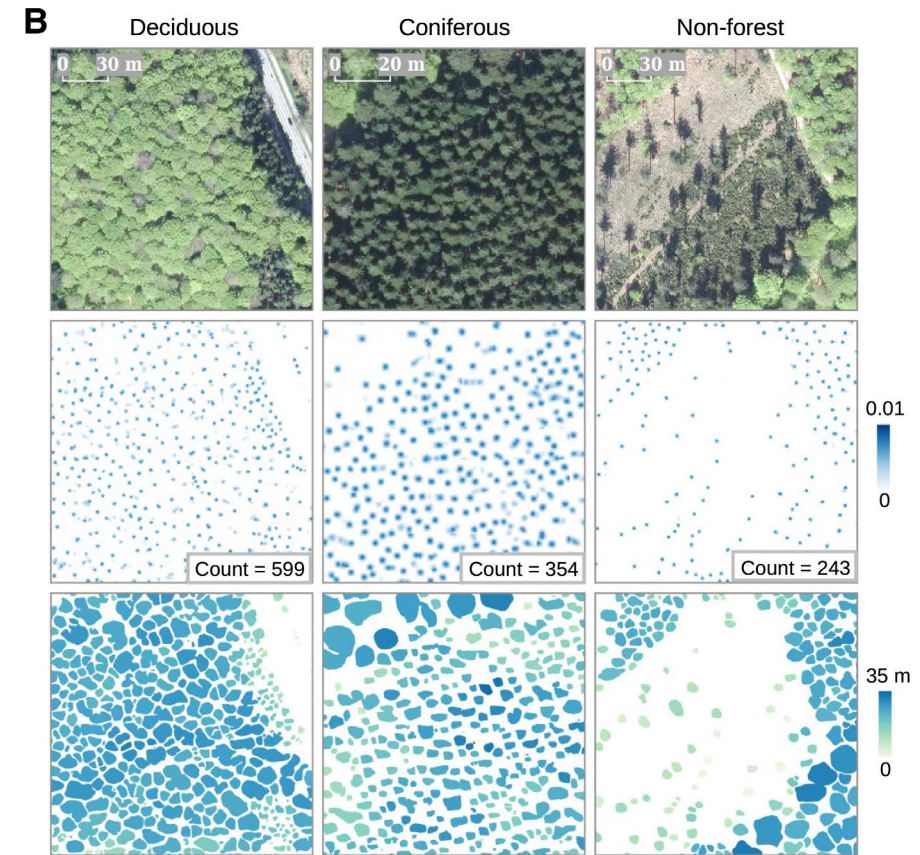 B
Deciduous
Coniferous
Non-forest
0 30 m
0 20 m
0 30 m
0.01
0
Count = 599
Count = 354
Count = 243
35 m
0